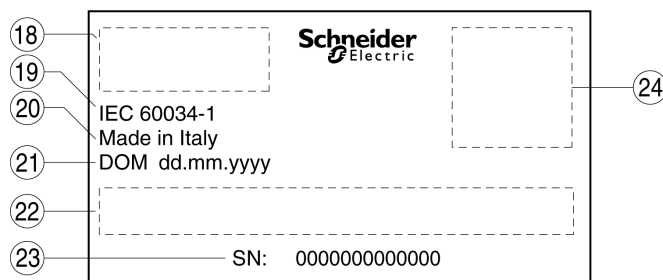 18
Schneider
Electric
24
19
IEC 60034-1
20
Made in Italy
21
DOM dd.mm.yyyy
22
23
SN: 0000000000000